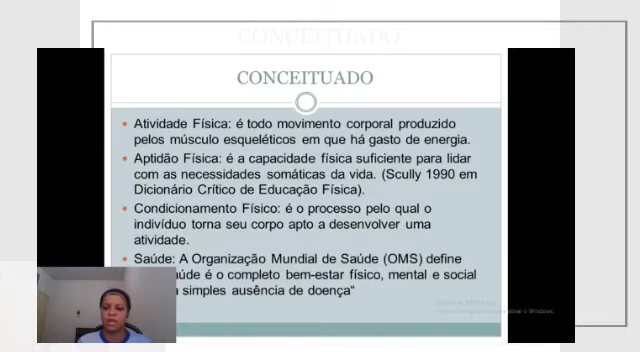 CONCEITUADO
CONCEITUADO
Atividade Física: é todo movimento corporal produzido
pelos músculo esqueléticos em que há gasto de energia.
Aptidão Física: é a capacidade física suficiente para lidar
com as necessidades somáticas da vida. (Scully 1990 em
Dicionário Crítico de Educação Física).
Condicionamento Físico: é o processo pelo qual o
indivíduo torna seu corpo apto a desenvolver uma
atividade.
Saúde: A Organização Mundial de Saúde (OMS) define
é o completo bem-estar físico, mental e social
simples ausência de doença“
o Windows.